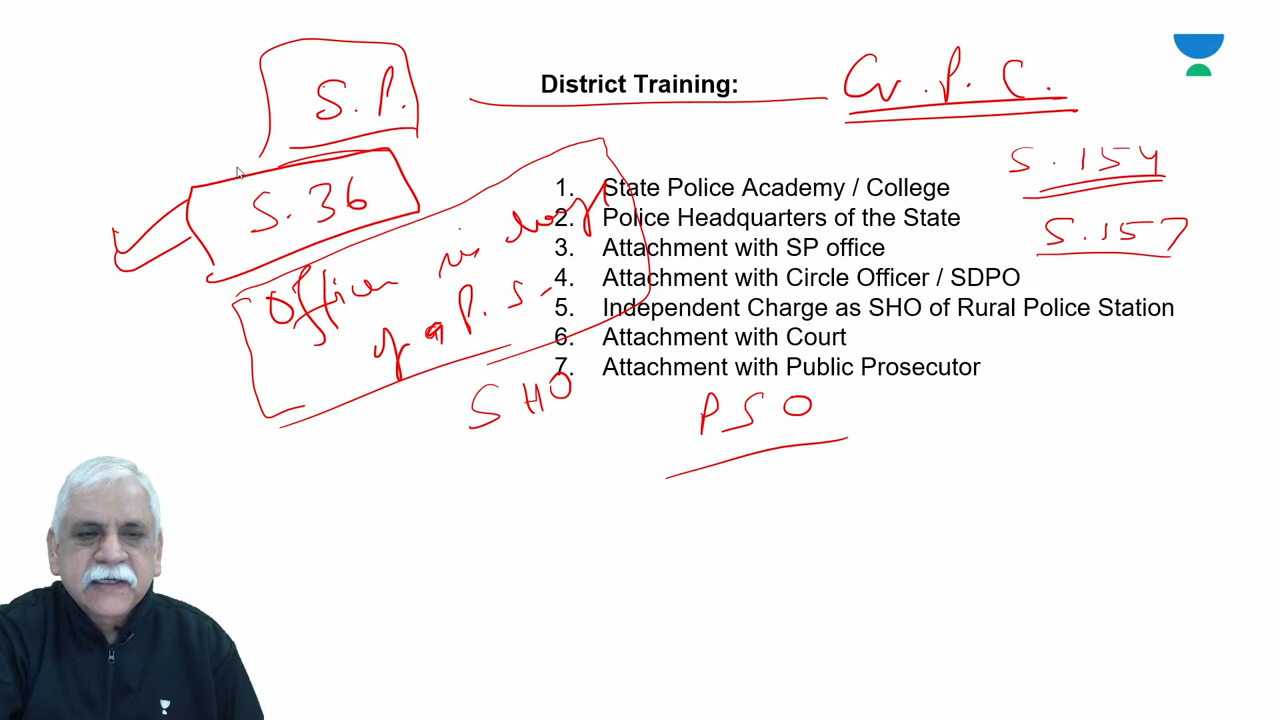 District Training:
Cr. P. C.
S. P.
S. 154
S. 36
S. 157
1. State Police Academy / College
2. Police Headquarters of the State
3. Attachment with SP office
4. Attachment with Circle Officer / SDPO
5. Independent Charge as SHO of Rural Police Station
6. Attachment with Court
7. Attachment with Public Prosecutor
Officer in
of a P. S.
SHO
PSO